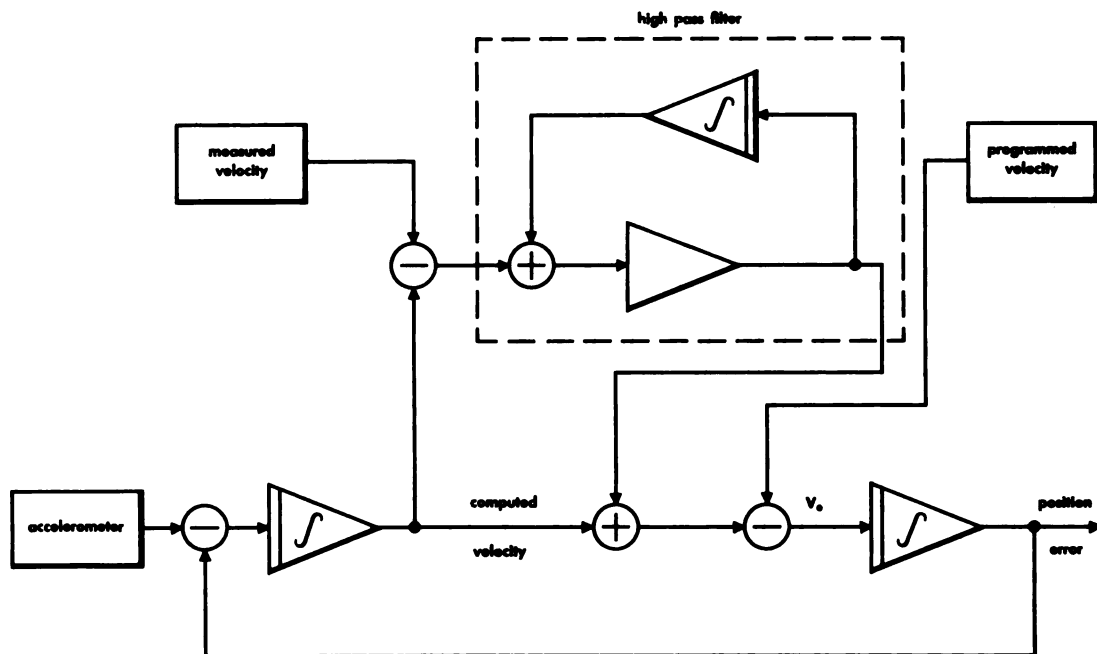 high pass filter
∫
measured
velocity
programmed
velocity
−
+
accelerometer
−
∫
computed
velocity
+
−
Vₑ
∫
position
error